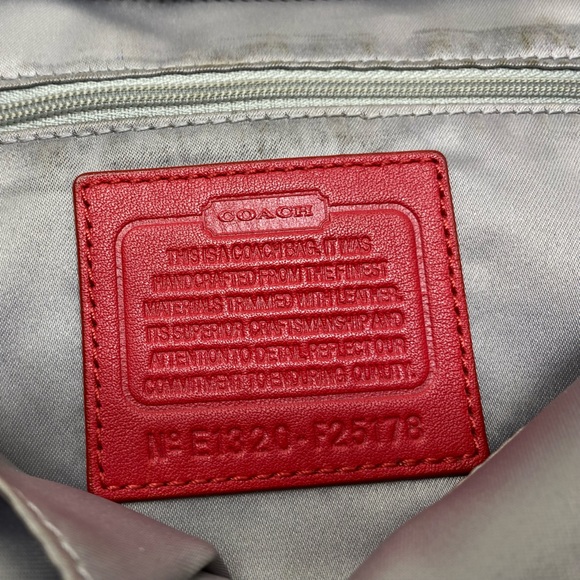 COACH
THIS IS A COACH BAG. IT WAS
HANDCRAFTED FROM THE FINEST
MATERIALS TRIMMED WITH LEATHER.
ITS SUPERIOR CRAFTSMANSHIP AND
ATTENTION TO DETAIL REFLECT OUR
COMMITMENT TO ENDURING QUALITY.
Nº E1320-F25178